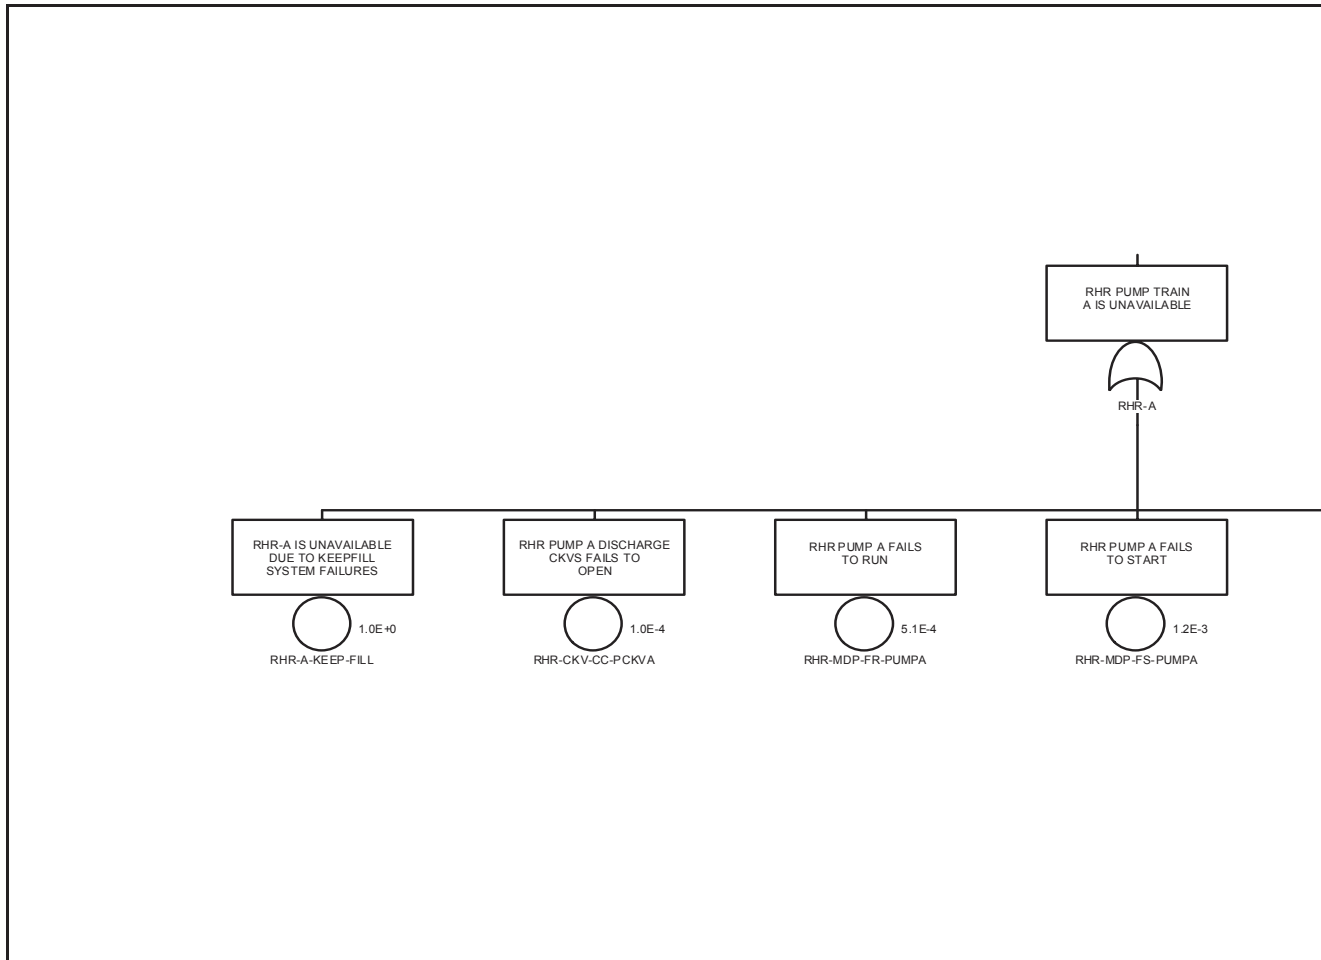 RHR PUMP TRAIN
A IS UNAVAILABLE
RHR-A
RHR-A IS UNAVAILABLE
DUE TO KEEPFILL
SYSTEM FAILURES
1.0E+0
RHR-A-KEEP-FILL
RHR PUMP A DISCHARGE
CKVS FAILS TO
OPEN
1.0E-4
RHR-CKV-CC-PCKVA
RHR PUMP A FAILS
TO RUN
5.1E-4
RHR-MDP-FR-PUMPA
RHR PUMP A FAILS
TO START
1.2E-3
RHR-MDP-FS-PUMPA